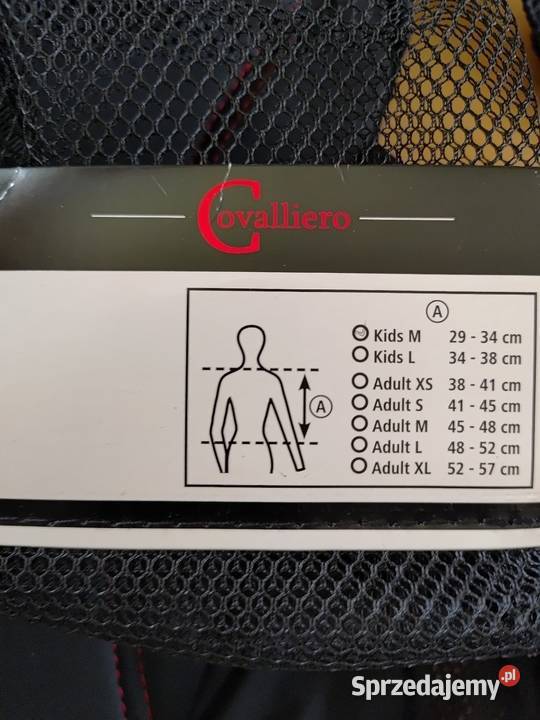 Covalliero
A
Kids M 29 - 34 cm
Kids L 34 - 38 cm
Adult XS 38 - 41 cm
A
Adult S 41 - 45 cm
Adult M 45 - 48 cm
Adult L 48 - 52 cm
Adult XL 52 - 57 cm
Sprzedajemy.pl